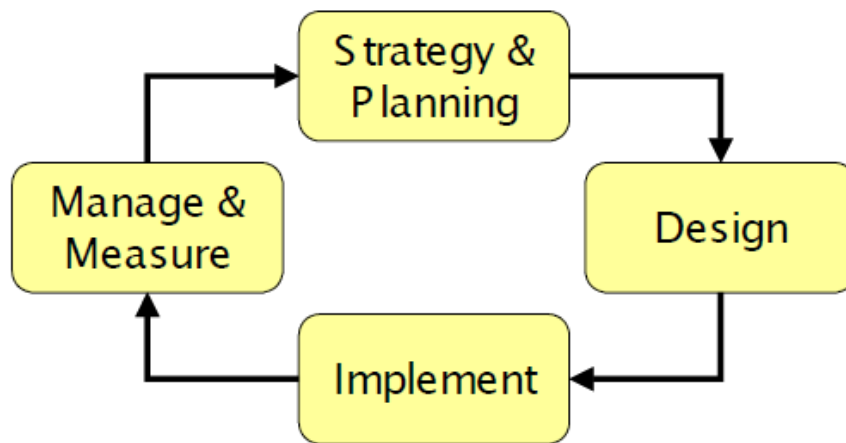 Strategy &
Planning
Design
Implement
Manage &
Measure